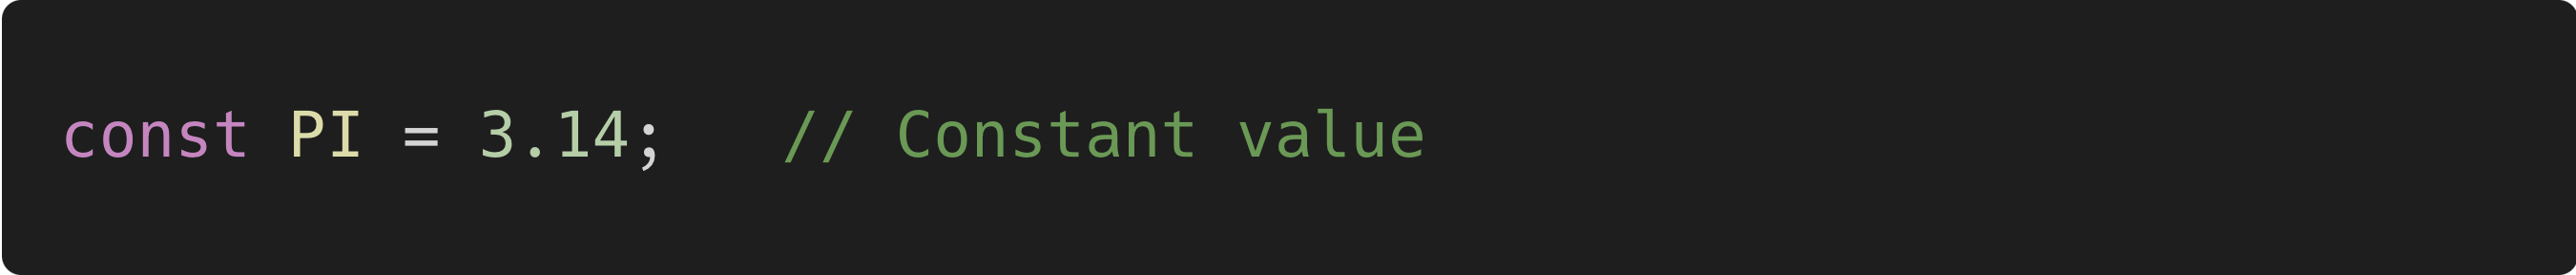 const PI = 3.14;   // Constant value